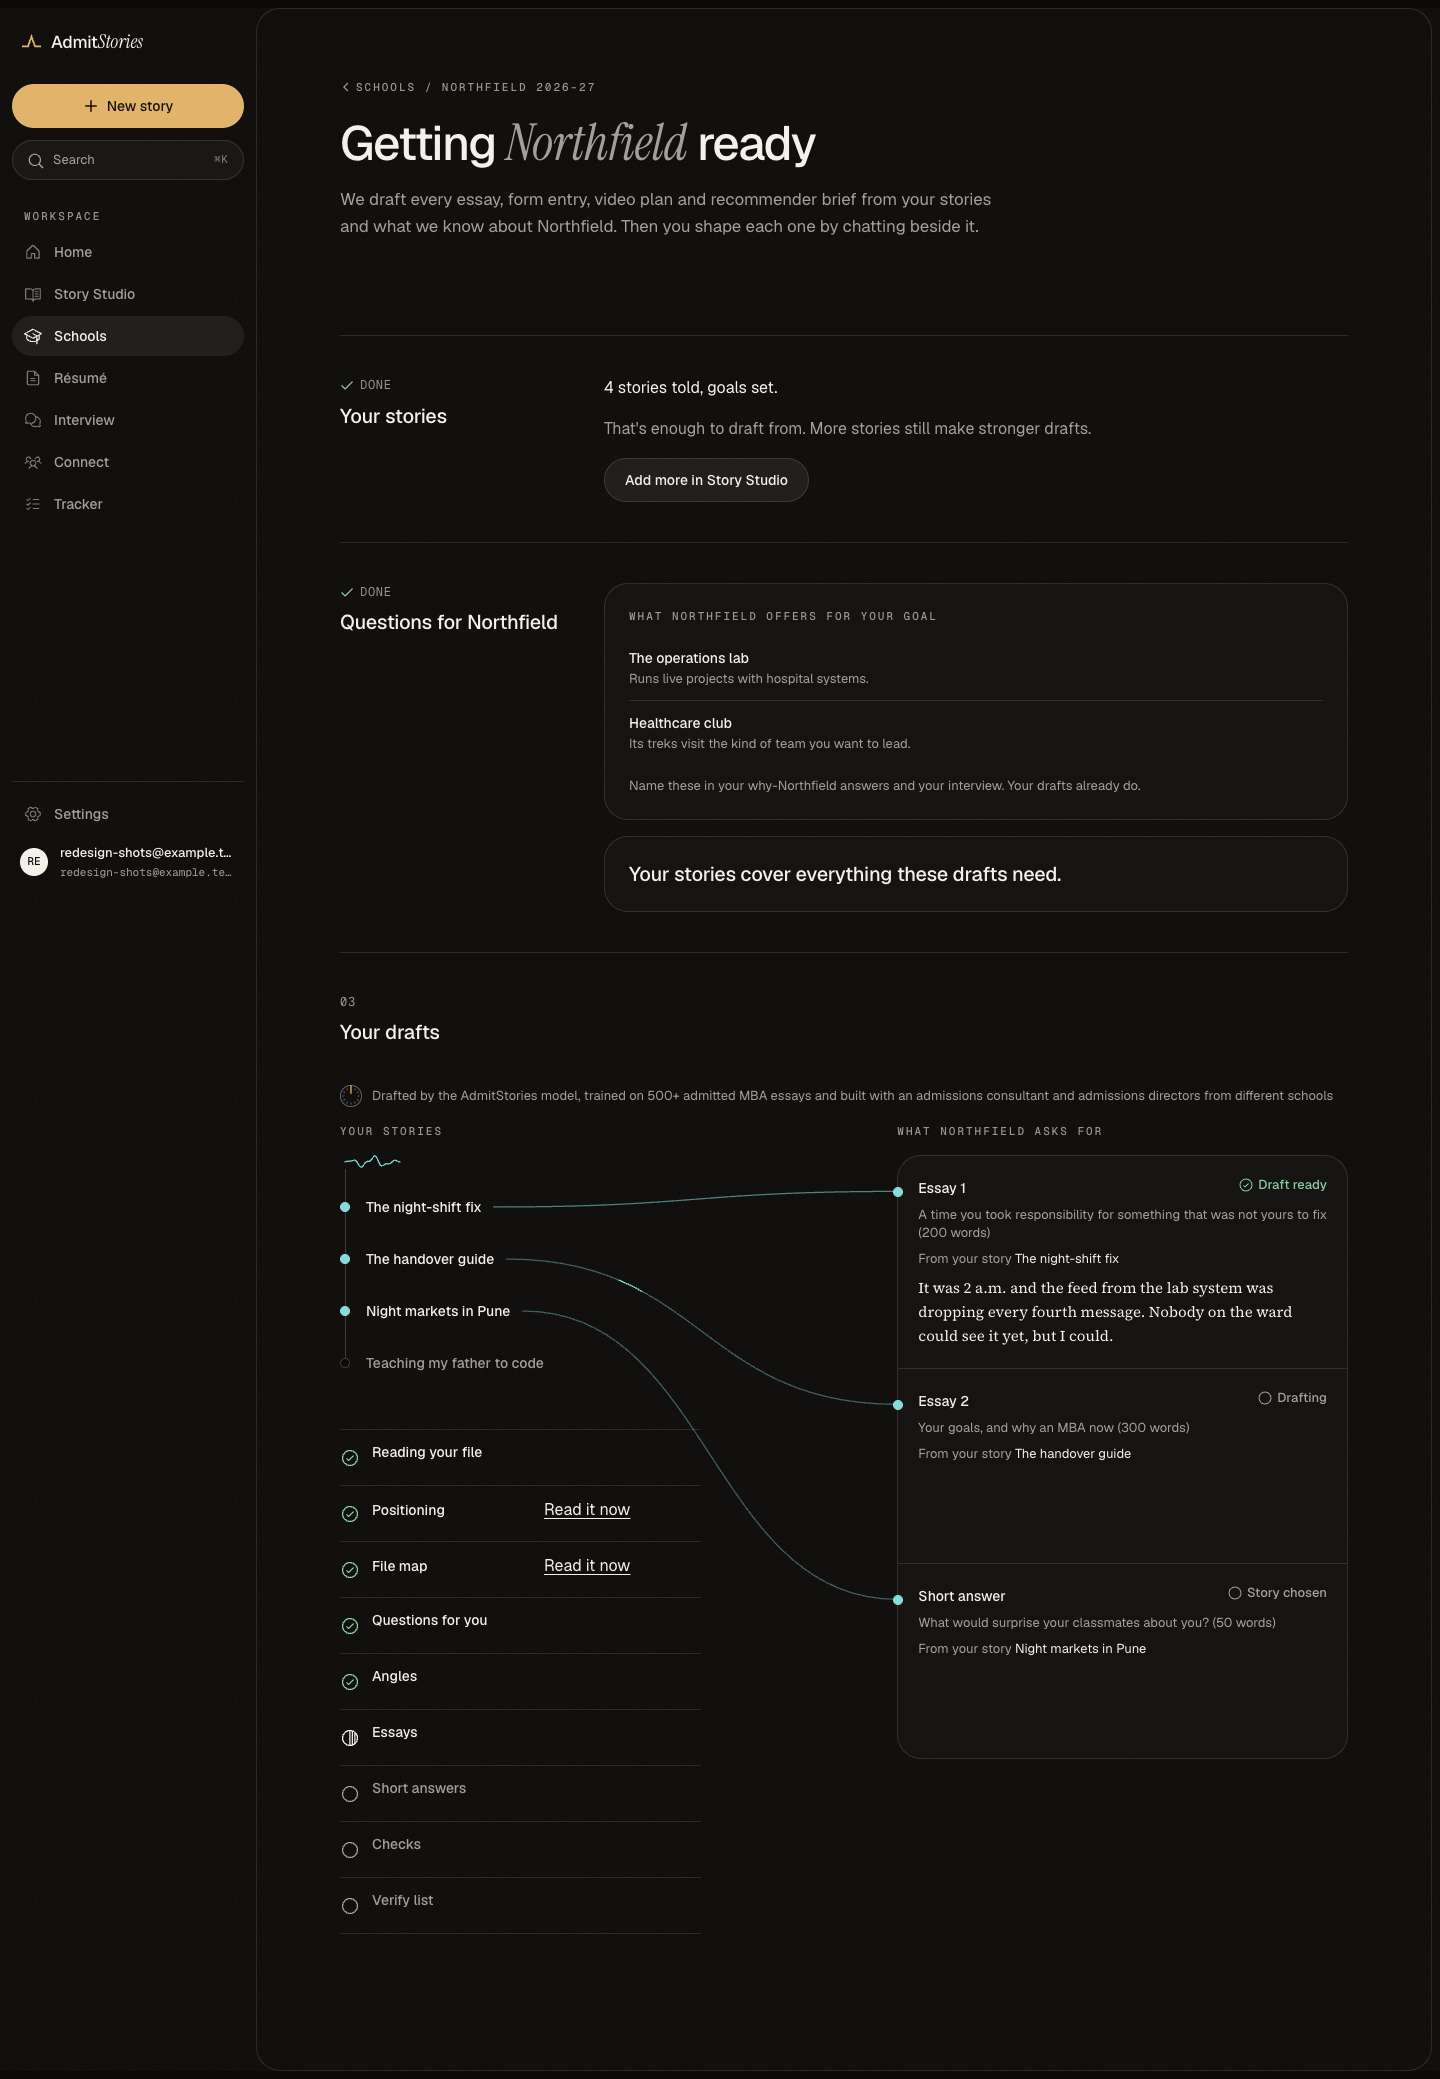 AdmitStories
New story
Search ⌘K
WORKSPACE
Home
Story Studio
Schools
Résumé
Interview
Connect
Tracker
Settings
RE
redesign-shots@example.t…
redesign-shots@example.te…
SCHOOLS / NORTHFIELD 2026-27
Getting Northfield ready
We draft every essay, form entry, video plan and recommender brief from your stories
and what we know about Northfield. Then you shape each one by chatting beside it.
DONE
Your stories
4 stories told, goals set.
That's enough to draft from. More stories still make stronger drafts.
Add more in Story Studio
DONE
Questions for Northfield
WHAT NORTHFIELD OFFERS FOR YOUR GOAL
The operations lab
Runs live projects with hospital systems.
Healthcare club
Its treks visit the kind of team you want to lead.
Name these in your why-Northfield answers and your interview. Your drafts already do.
Your stories cover everything these drafts need.
03
Your drafts
Drafted by the AdmitStories model, trained on 500+ admitted MBA essays and built with an admissions consultant and admissions directors from different schools
YOUR STORIES
The night-shift fix
The handover guide
Night markets in Pune
Teaching my father to code
Reading your file
Positioning Read it now
File map Read it now
Questions for you
Angles
Essays
Short answers
Checks
Verify list
WHAT NORTHFIELD ASKS FOR
Essay 1 Draft ready
A time you took responsibility for something that was not yours to fix
(200 words)
From your story The night-shift fix
It was 2 a.m. and the feed from the lab system was
dropping every fourth message. Nobody on the ward
could see it yet, but I could.
Essay 2 Drafting
Your goals, and why an MBA now (300 words)
From your story The handover guide
Short answer Story chosen
What would surprise your classmates about you? (50 words)
From your story Night markets in Pune